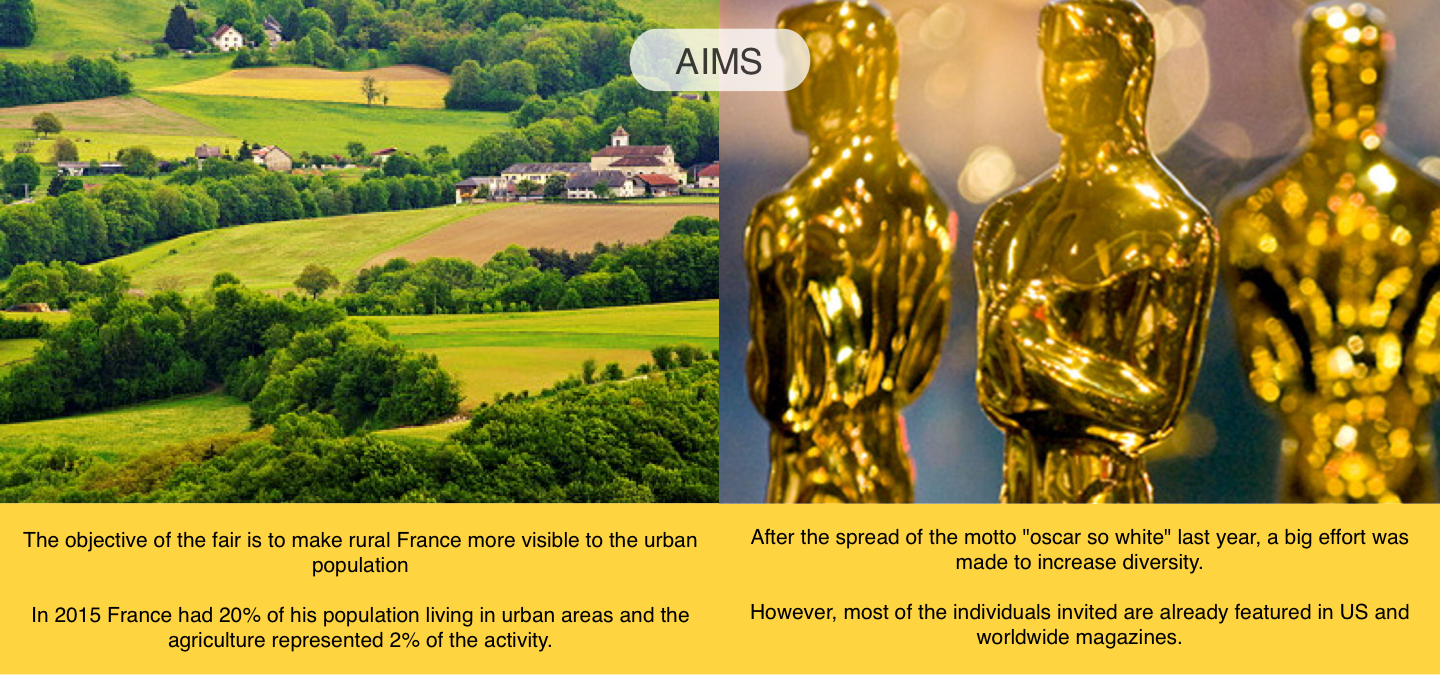 AIMS
The objective of the fair is to make rural France more visible to the urban
population
In 2015 France had 20% of his population living in urban areas and the
agriculture represented 2% of the activity.
After the spread of the motto "oscar so white" last year, a big effort was
made to increase diversity.
However, most of the individuals invited are already featured in US and
worldwide magazines.